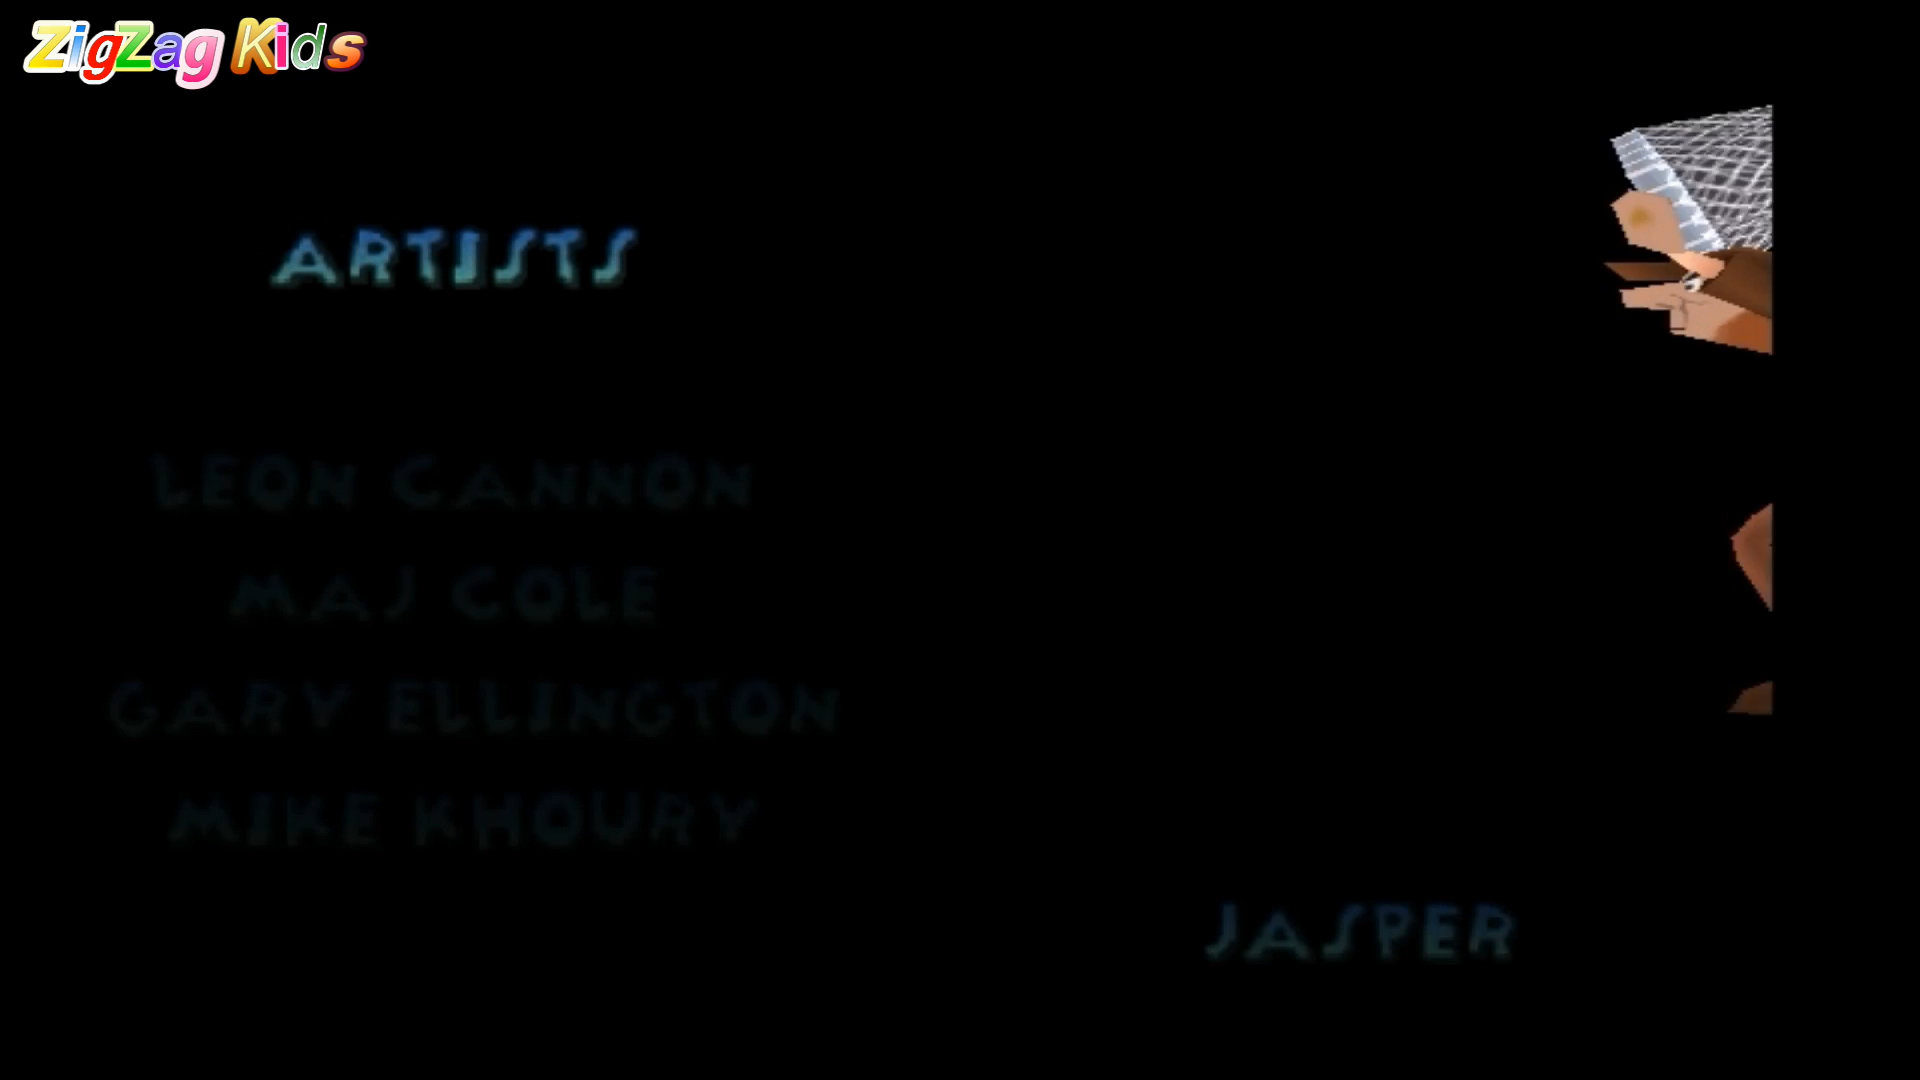 ZigZag Kids
ARTISTS
LEON CANNON
MAJ COLE
GARY ELLINGTON
MIKE KHOURY
JASPER